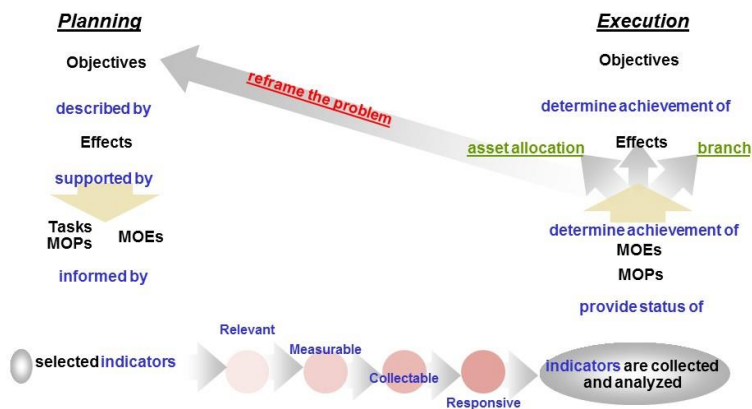 Planning
Execution
Objectives
Objectives
reframe the problem
described by
determine achievement of
Effects
asset allocation
Effects
branch
supported by
Tasks
MOPs
MOEs
determine achievement of
MOEs
MOPs
informed by
provide status of
Relevant
Measurable
selected indicators
Collectable
indicators are collected
and analyzed
Responsive